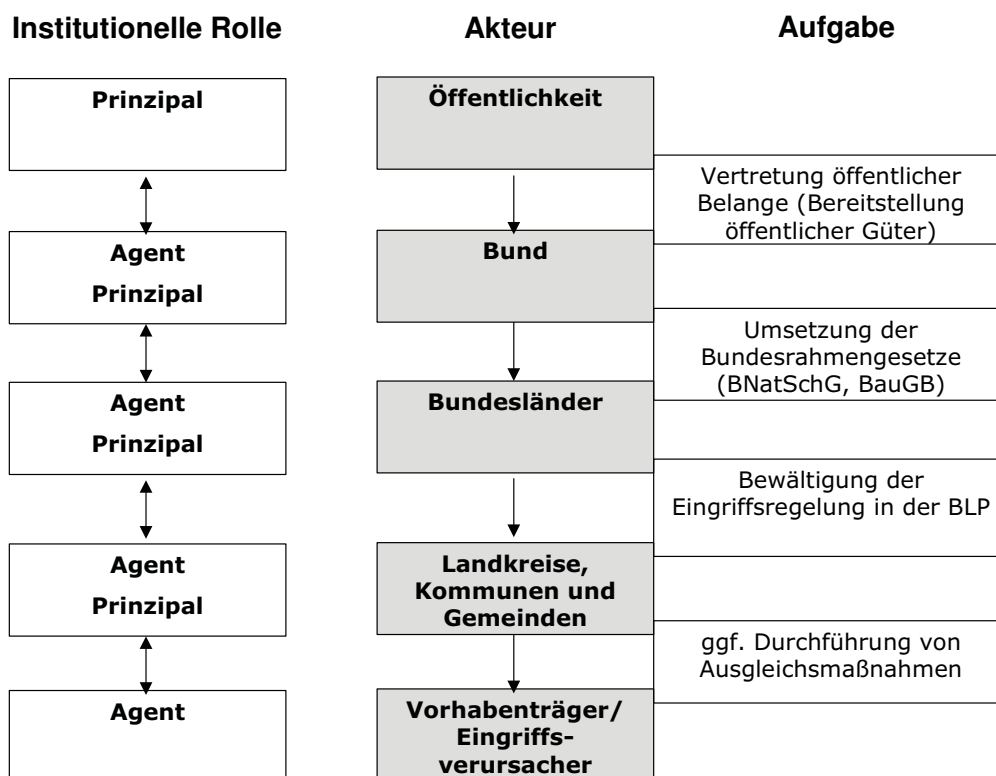 Institutionelle Rolle
Akteur
Aufgabe
Prinzipal
Öffentlichkeit
Vertretung öffentlicher
Belange (Bereitstellung
öffentlicher Güter)
Agent
Prinzipal
Bund
Umsetzung der
Bundesrahmengesetze
(BNatSchG, BauGB)
Agent
Prinzipal
Bundesländer
Bewältigung der
Eingriffsregelung in der BLP
Agent
Prinzipal
Landkreise,
Kommunen und
Gemeinden
ggf. Durchführung von
Ausgleichsmaßnahmen
Agent
Vorhabenträger/
Eingriffs-
verursacher